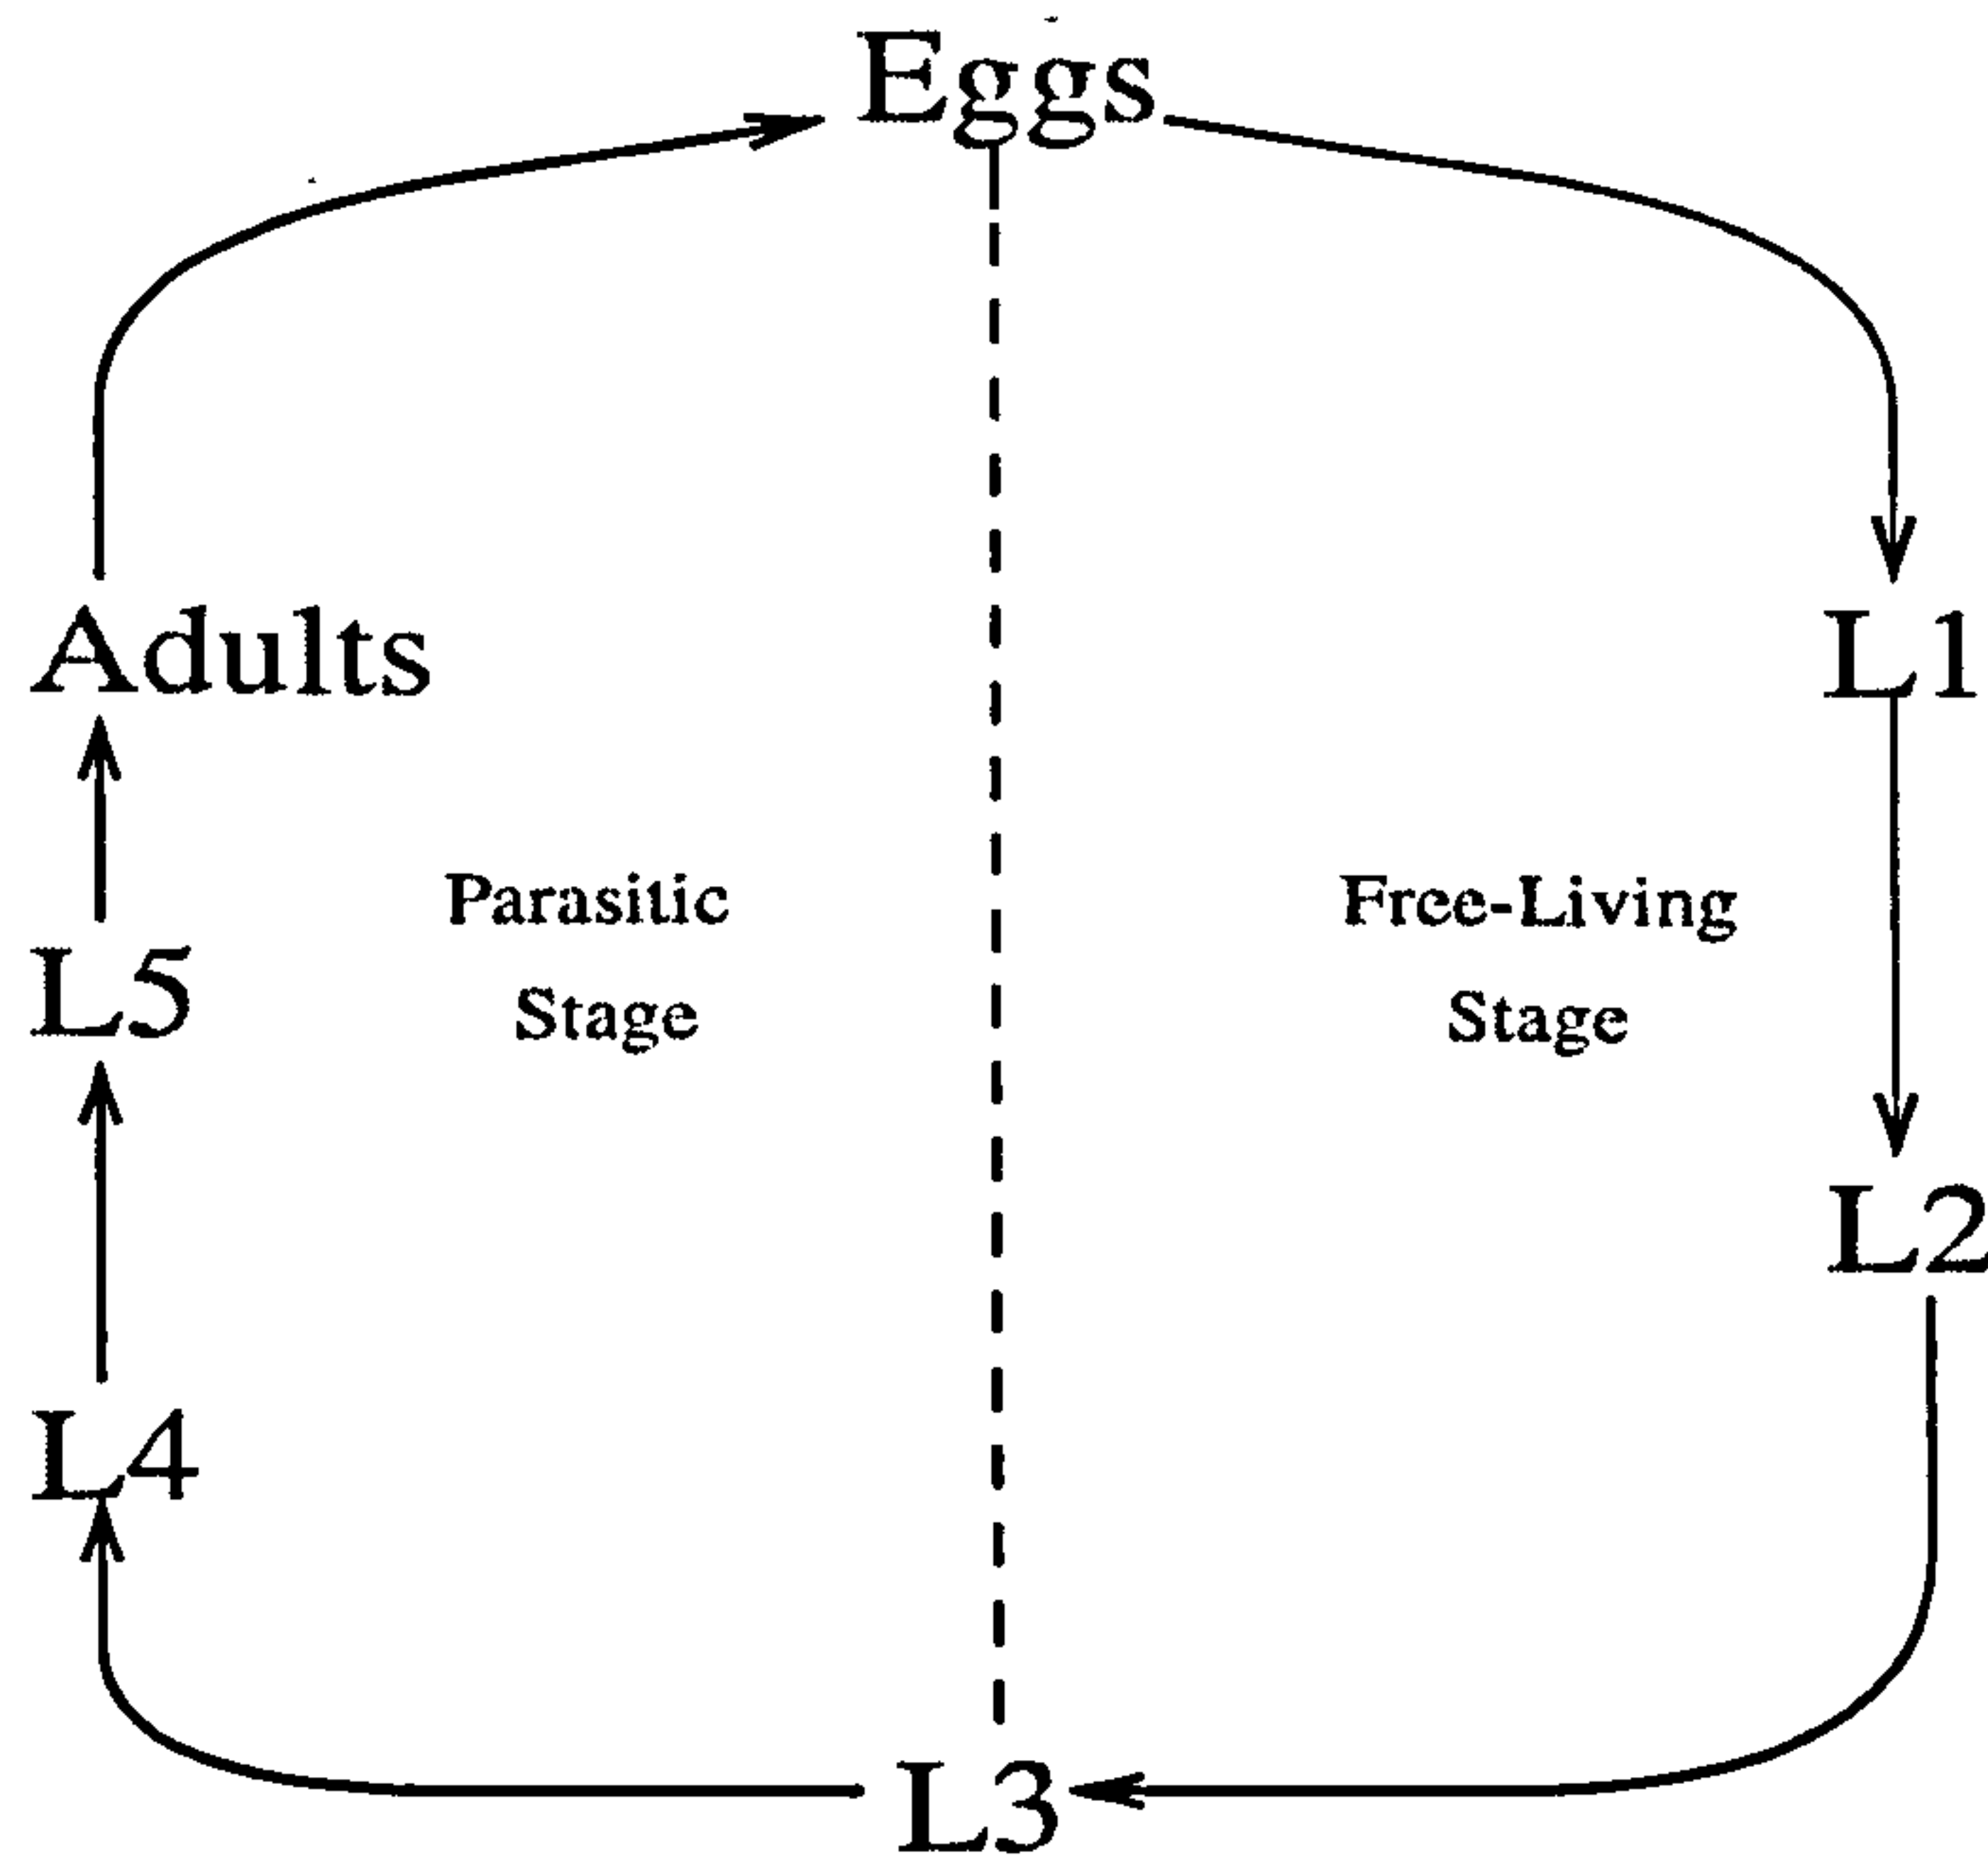 Eggs
Adults
L1
Parasitic
Stage
Free-Living
Stage
L5
L2
L4
L3